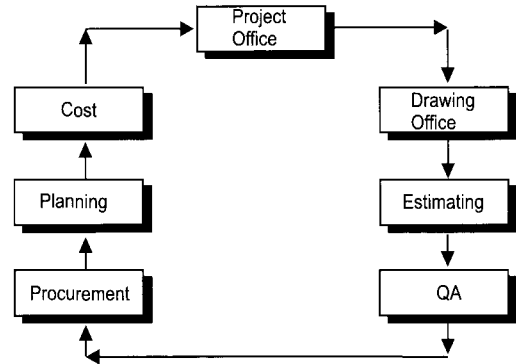 Project
Office
Cost
Drawing
Office
Planning
Estimating
Procurement
QA